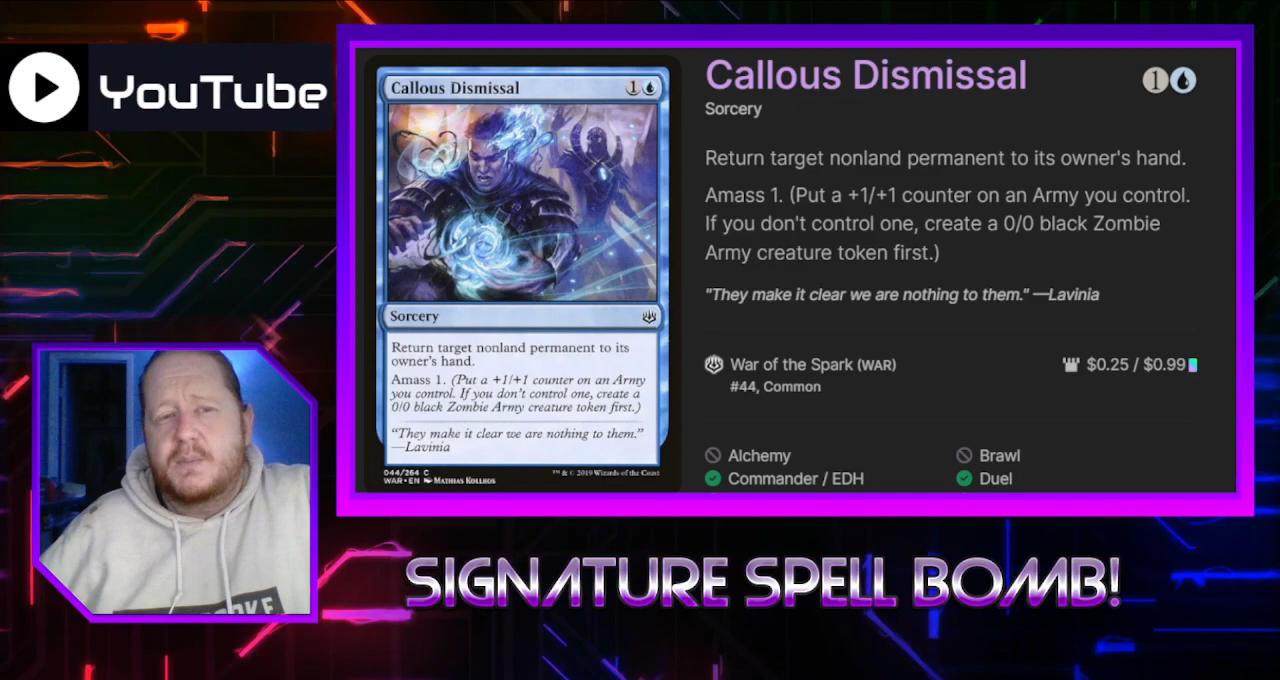 YouTube
Callous Dismissal
1
Callous Dismissal
1
Sorcery
Return target nonland permanent to its
owner's hand.
Amass 1. (Put a +1/+1 counter on an Army
you control. If you don't control one, create a
0/0 black Zombie Army creature token first.)
"They make it clear we are nothing to them."
—Lavinia
044/264 C
WAR • EN Mathias Kollros
™ & © 2019 Wizards of the Coast
Sorcery
Return target nonland permanent to its owner's hand.
Amass 1. (Put a +1/+1 counter on an Army you control.
If you don't control one, create a 0/0 black Zombie
Army creature token first.)
"They make it clear we are nothing to them." —Lavinia
War of the Spark (WAR)
#44, Common
$0.25 / $0.99
Alchemy
Brawl
Commander / EDH
Duel
SIGNATURE SPELL BOMB!